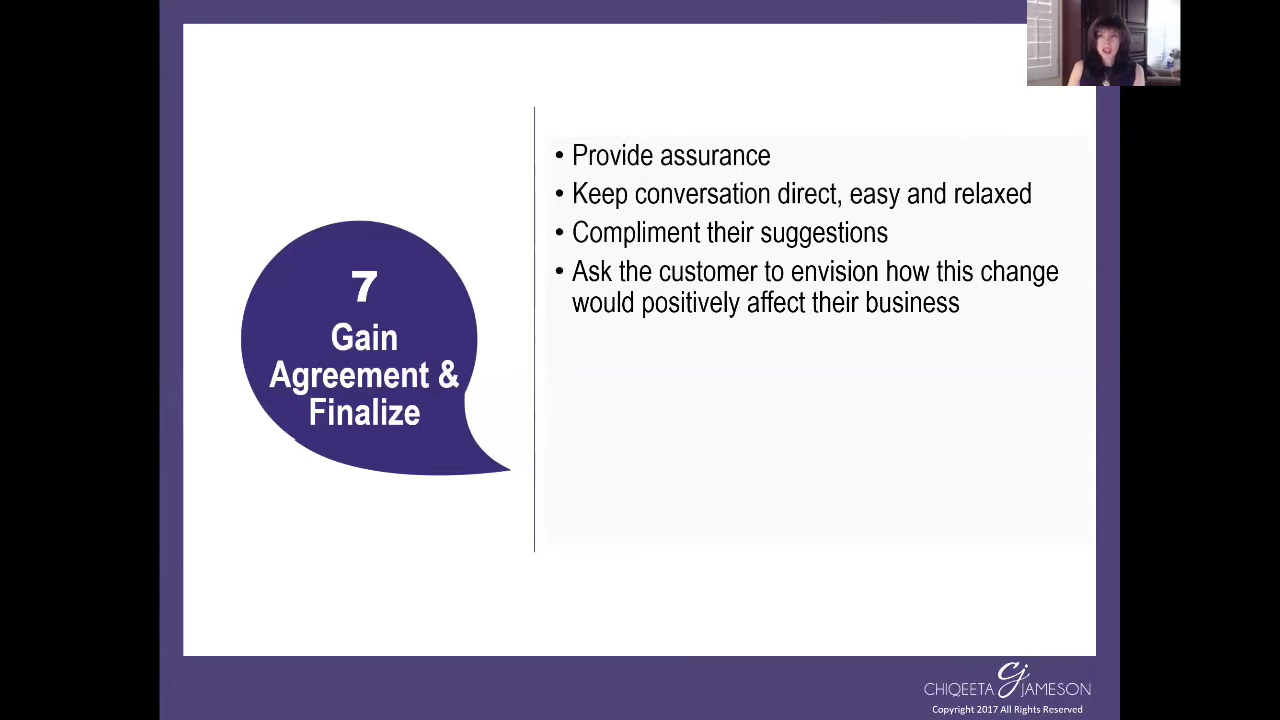 7
Gain
Agreement &
Finalize
• Provide assurance
• Keep conversation direct, easy and relaxed
• Compliment their suggestions
• Ask the customer to envision how this change
would positively affect their business
CHIQEETA cj JAMESON
Copyright 2017 All Rights Reserved